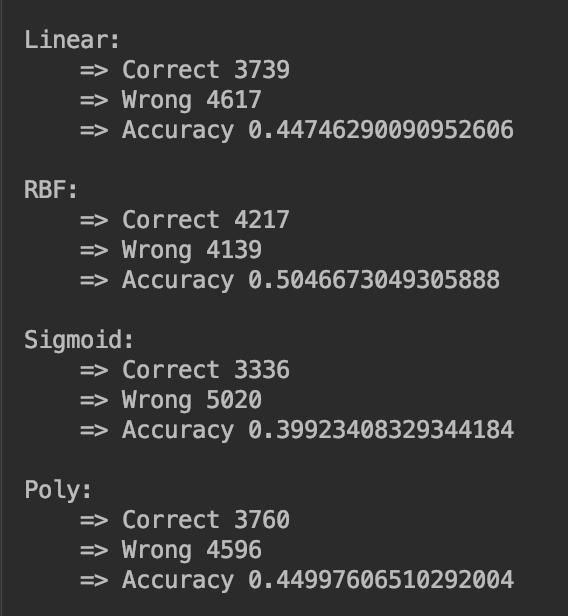 Linear:
=> Correct 3739
=> Wrong 4617
=> Accuracy 0.44746290090952606
RBF:
=> Correct 4217
=> Wrong 4139
=> Accuracy 0.5046673049305888
Sigmoid:
=> Correct 3336
=> Wrong 5020
=> Accuracy 0.39923408329344184
Poly:
=> Correct 3760
=> Wrong 4596
=> Accuracy 0.44997606510292004